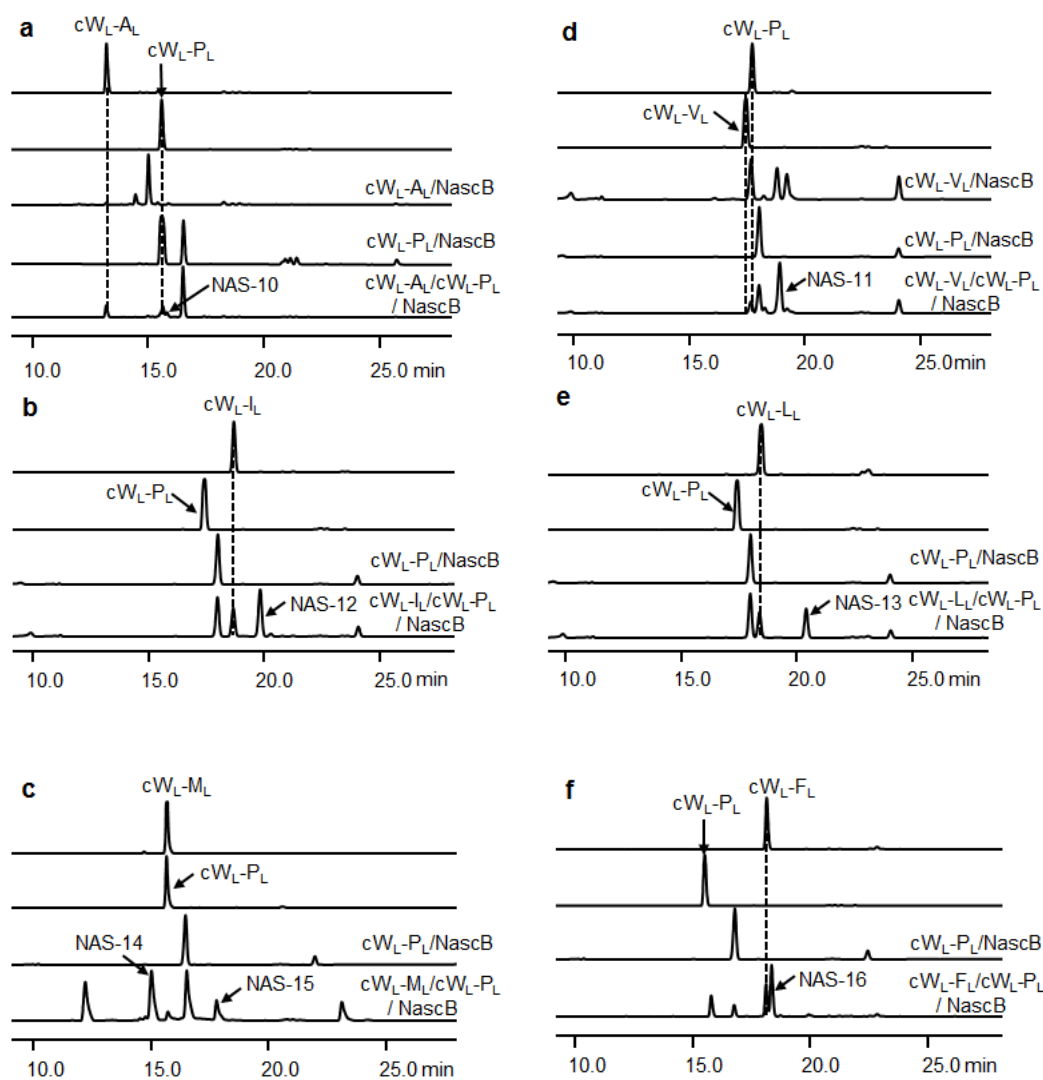 a
cWL-AL
cWL-PL
cWL-AL/NascB
cWL-PL/NascB
NAS-10
cWL-AL/cWL-PL
/ NascB
10.0 15.0 20.0 25.0 min
d
cWL-PL
cWL-VL
cWL-VL/NascB
cWL-PL/NascB
NAS-11
cWL-VL/cWL-PL
/ NascB
10.0 15.0 20.0 25.0 min
b
cWL-IL
cWL-PL
cWL-PL/NascB
NAS-12
cWL-IL/cWL-PL
/ NascB
10.0 15.0 20.0 25.0 min
e
cWL-LL
cWL-PL
cWL-PL/NascB
NAS-13
cWL-LL/cWL-PL
/ NascB
10.0 15.0 20.0 25.0 min
c
cWL-ML
cWL-PL
cWL-PL/NascB
NAS-14
NAS-15
cWL-ML/cWL-PL
/ NascB
10.0 15.0 20.0 25.0 min
f
cWL-PL
cWL-FL
cWL-PL/NascB
NAS-16
cWL-FL/cWL-PL
/ NascB
10.0 15.0 20.0 25.0 min